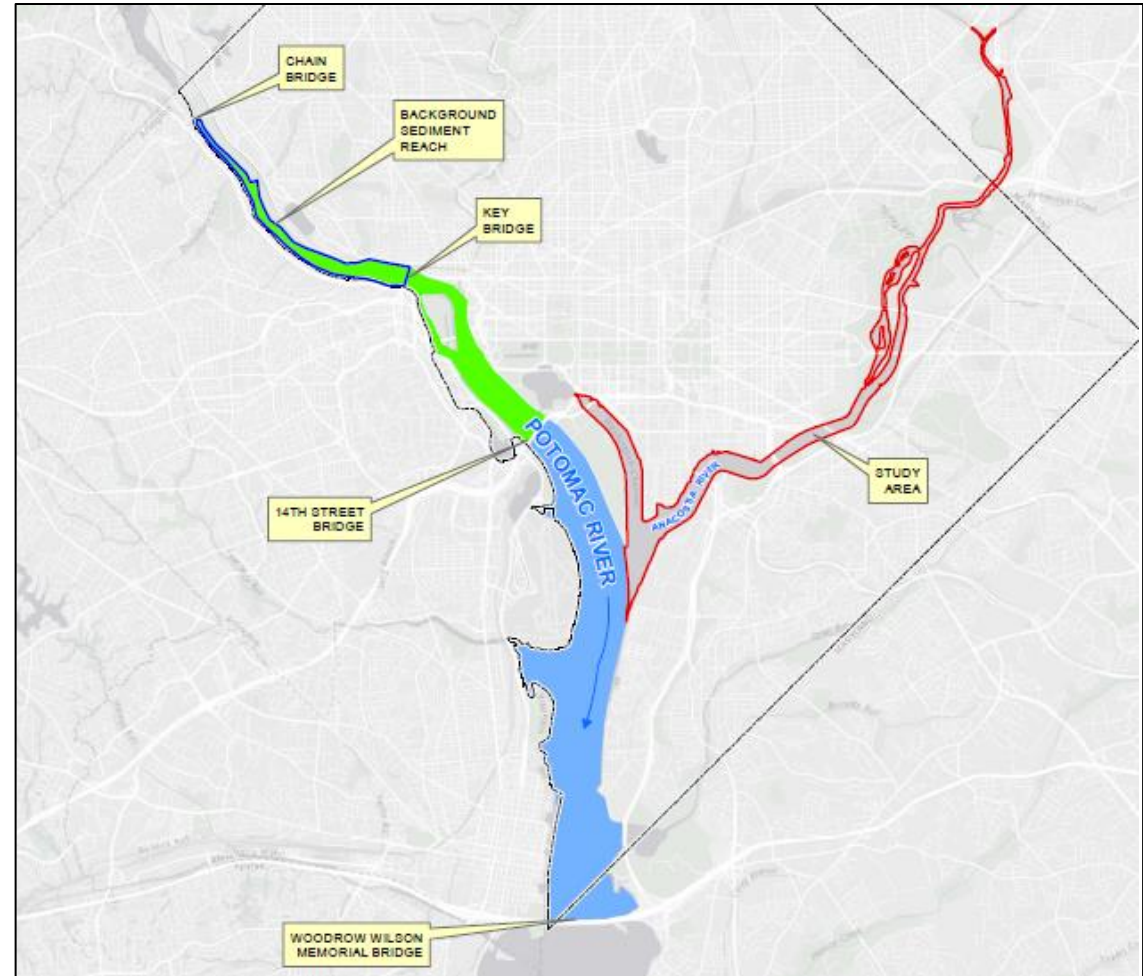 CHAIN
BRIDGE
BACKGROUND
SEDIMENT
REACH
KEY
BRIDGE
14TH STREET
BRIDGE
POTOMAC RIVER
ANACOSTIA RIVER
STUDY
AREA
WOODROW WILSON
MEMORIAL BRIDGE